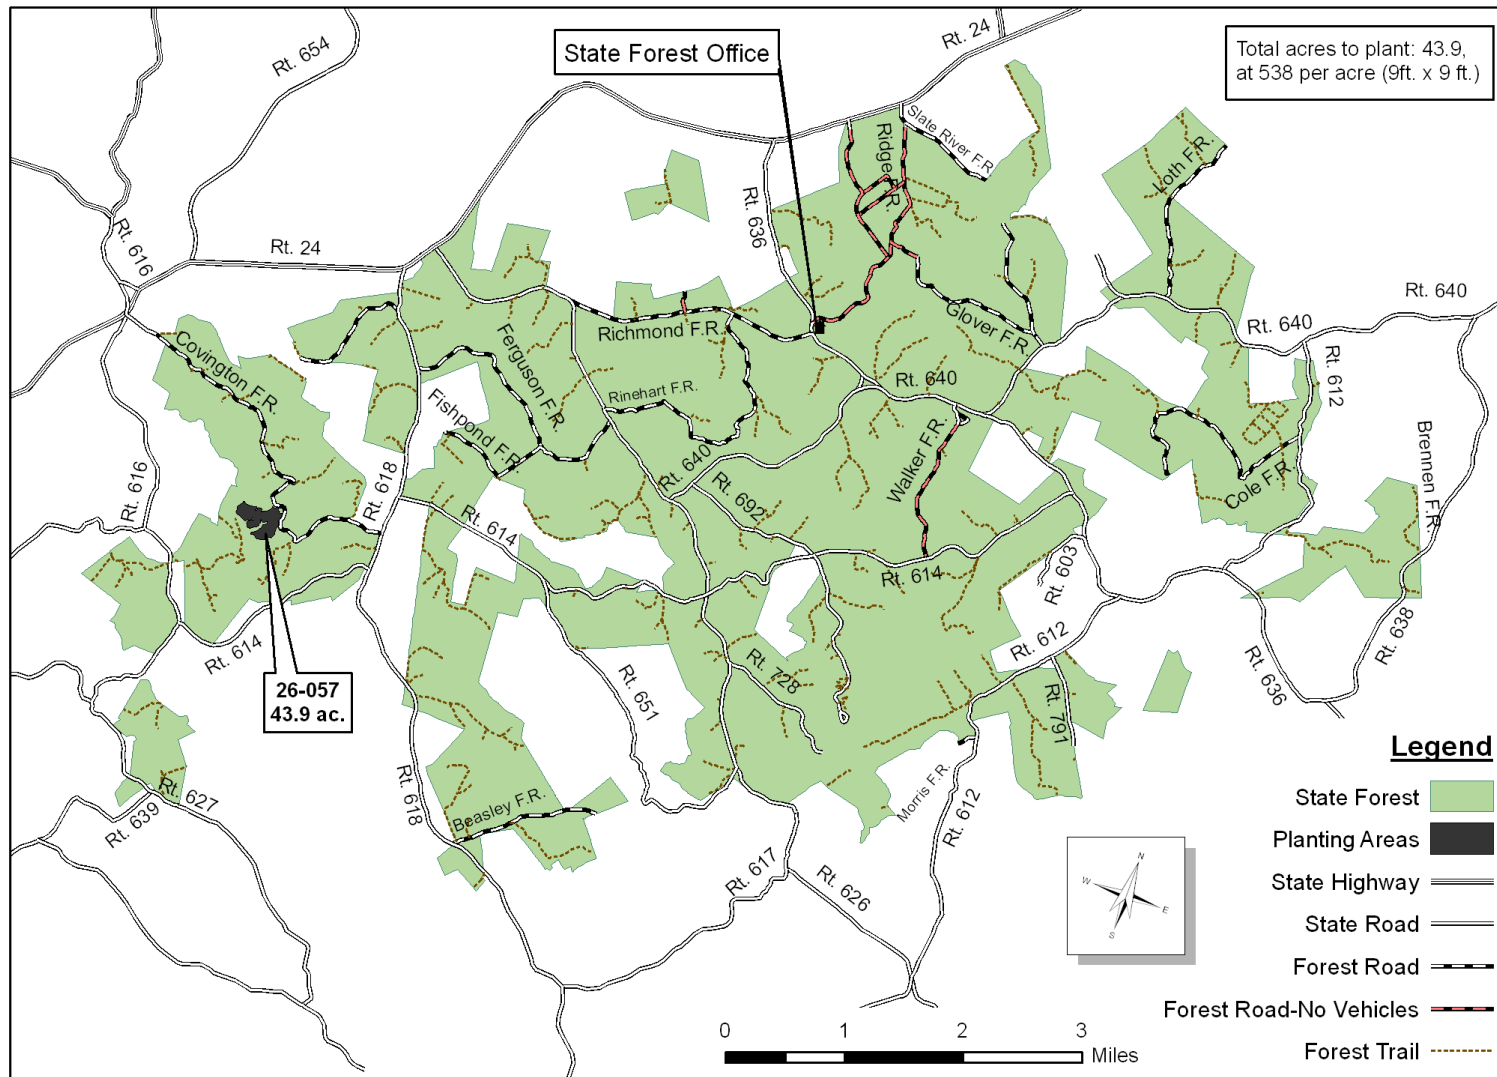 Rt. 654
State Forest Office
Rt. 24
Total acres to plant: 43.9,
at 538 per acre (9ft. x 9 ft.)
Slate River F.R.
Ridge F.R.
Loth F.R.
Rt. 636
Rt. 616
Rt. 24
Rt. 640
Glover F.R.
Richmond F.R.
Rt. 640
Covington F.R.
Ferguson F.R.
Rinehart F.R.
Rt. 640
Rt. 612
Fishpond F.R.
Rt. 640
Walker F.R.
Brennen F.R.
Rt. 616
Rt. 618
Rt. 692
Cole F.R.
Rt. 614
Rt. 614
Rt. 603
Rt. 614
Rt. 612
Rt. 638
26-057
43.9 ac.
Rt. 651
Rt. 728
Rt. 791
Rt. 636
Legend
State Forest
Planting Areas
State Highway
State Road
Forest Road
Forest Road-No Vehicles
Forest Trail
Rt. 627
Rt. 639
Rt. 618
Beasley F.R.
Morris F.R.
Rt. 612
Rt. 617
Rt. 626
N
W
E
S
0 1 2 3
Miles